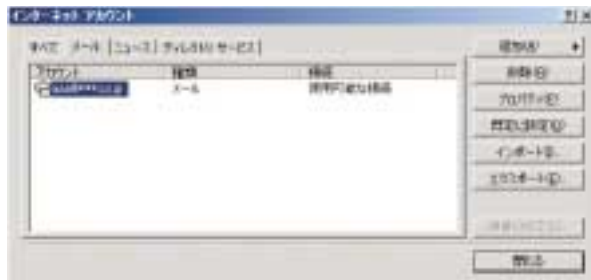 インターネット アカウント
すべて メール ニュース ディレクトリ サービス
アカウント 種類 接続
メール 使用可能な接続
追加(A)
削除(R)
プロパティ(P)
既定に設定(D)
インポート(I)...
エクスポート(E)...
閉じる